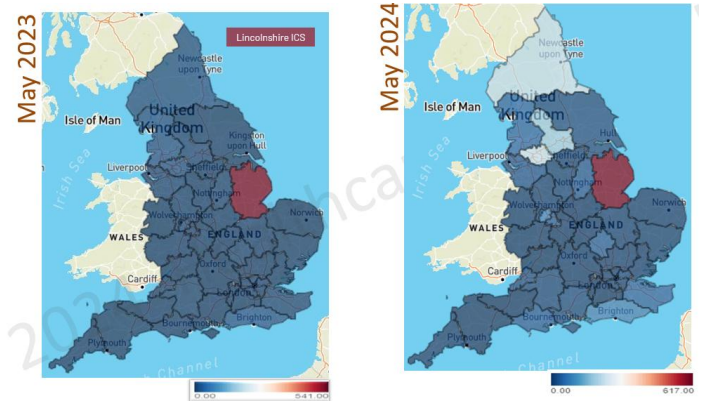 May 2023
Lincolnshire ICS
Newcastle
upon Tyne
United
Kingdom
Isle of Man
Kingston
upon Hull
Irish Sea
Liverpool
Sheffield
Nottingham
Wolverhampton
Norwich
WALES
ENGLAND
Oxford
Cardiff
London
Bournemouth
Brighton
Plymouth
Channel
0.00
541.00
May 2024
Newcastle
upon Tyne
United
Kingdom
Isle of Man
Hull
Irish Sea
Liverpool
Sheffield
Nottingham
Wolverhampton
Norwich
WALES
ENGLAND
Oxford
Cardiff
London
Bournemouth
Brighton
Plymouth
Channel
0.00
617.00